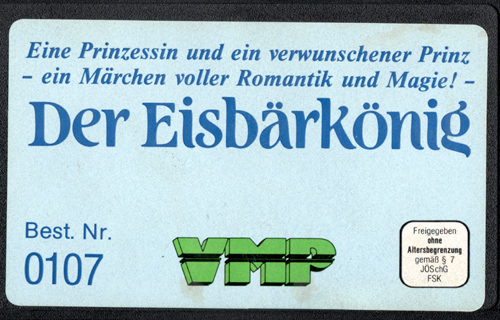 Eine Prinzessin und ein verwunschener Prinz
– ein Märchen voller Romantik und Magie! –
Der Eisbärkönig
Best. Nr.
0107
VMP
Freigegeben
ohne
Altersbegrenzung
gemäß § 7
JÖSchG
FSK